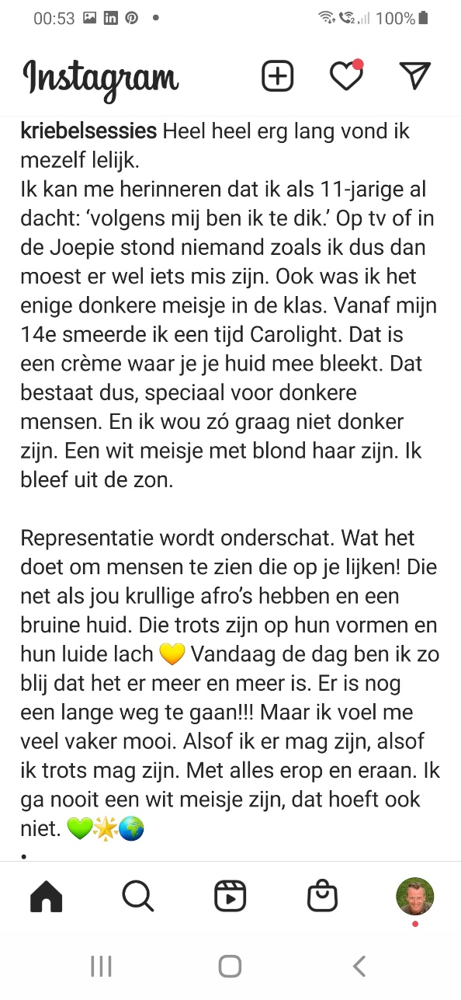 00:53 100%
Instagram
kriebelsessies Heel heel erg lang vond ik
mezelf lelijk.
Ik kan me herinneren dat ik als 11-jarige al
dacht: ‘volgens mij ben ik te dik.’ Op tv of in
de Joepie stond niemand zoals ik dus dan
moest er wel iets mis zijn. Ook was ik het
enige donkere meisje in de klas. Vanaf mijn
14e smeerde ik een tijd Carolight. Dat is
een crème waar je je huid mee bleekt. Dat
bestaat dus, speciaal voor donkere
mensen. En ik wou zó graag niet donker
zijn. Een wit meisje met blond haar zijn. Ik
bleef uit de zon.
Representatie wordt onderschat. Wat het
doet om mensen te zien die op je lijken! Die
net als jou krullige afro’s hebben en een
bruine huid. Die trots zijn op hun vormen en
hun luide lach 💛 Vandaag de dag ben ik zo
blij dat het er meer en meer is. Er is nog
een lange weg te gaan!!! Maar ik voel me
veel vaker mooi. Alsof ik er mag zijn, alsof
ik trots mag zijn. Met alles erop en eraan. Ik
ga nooit een wit meisje zijn, dat hoeft ook
niet. 💚🌟🌍
.